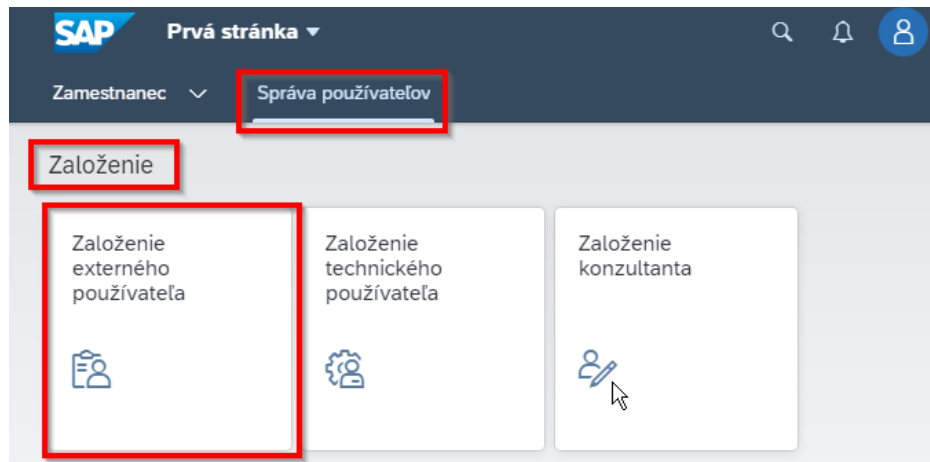 SAP Prvá stránka
Zamestnanec Správa používateľov
Založenie
Založenie
externého
používateľa
Založenie
technického
používateľa
Založenie
konzultanta